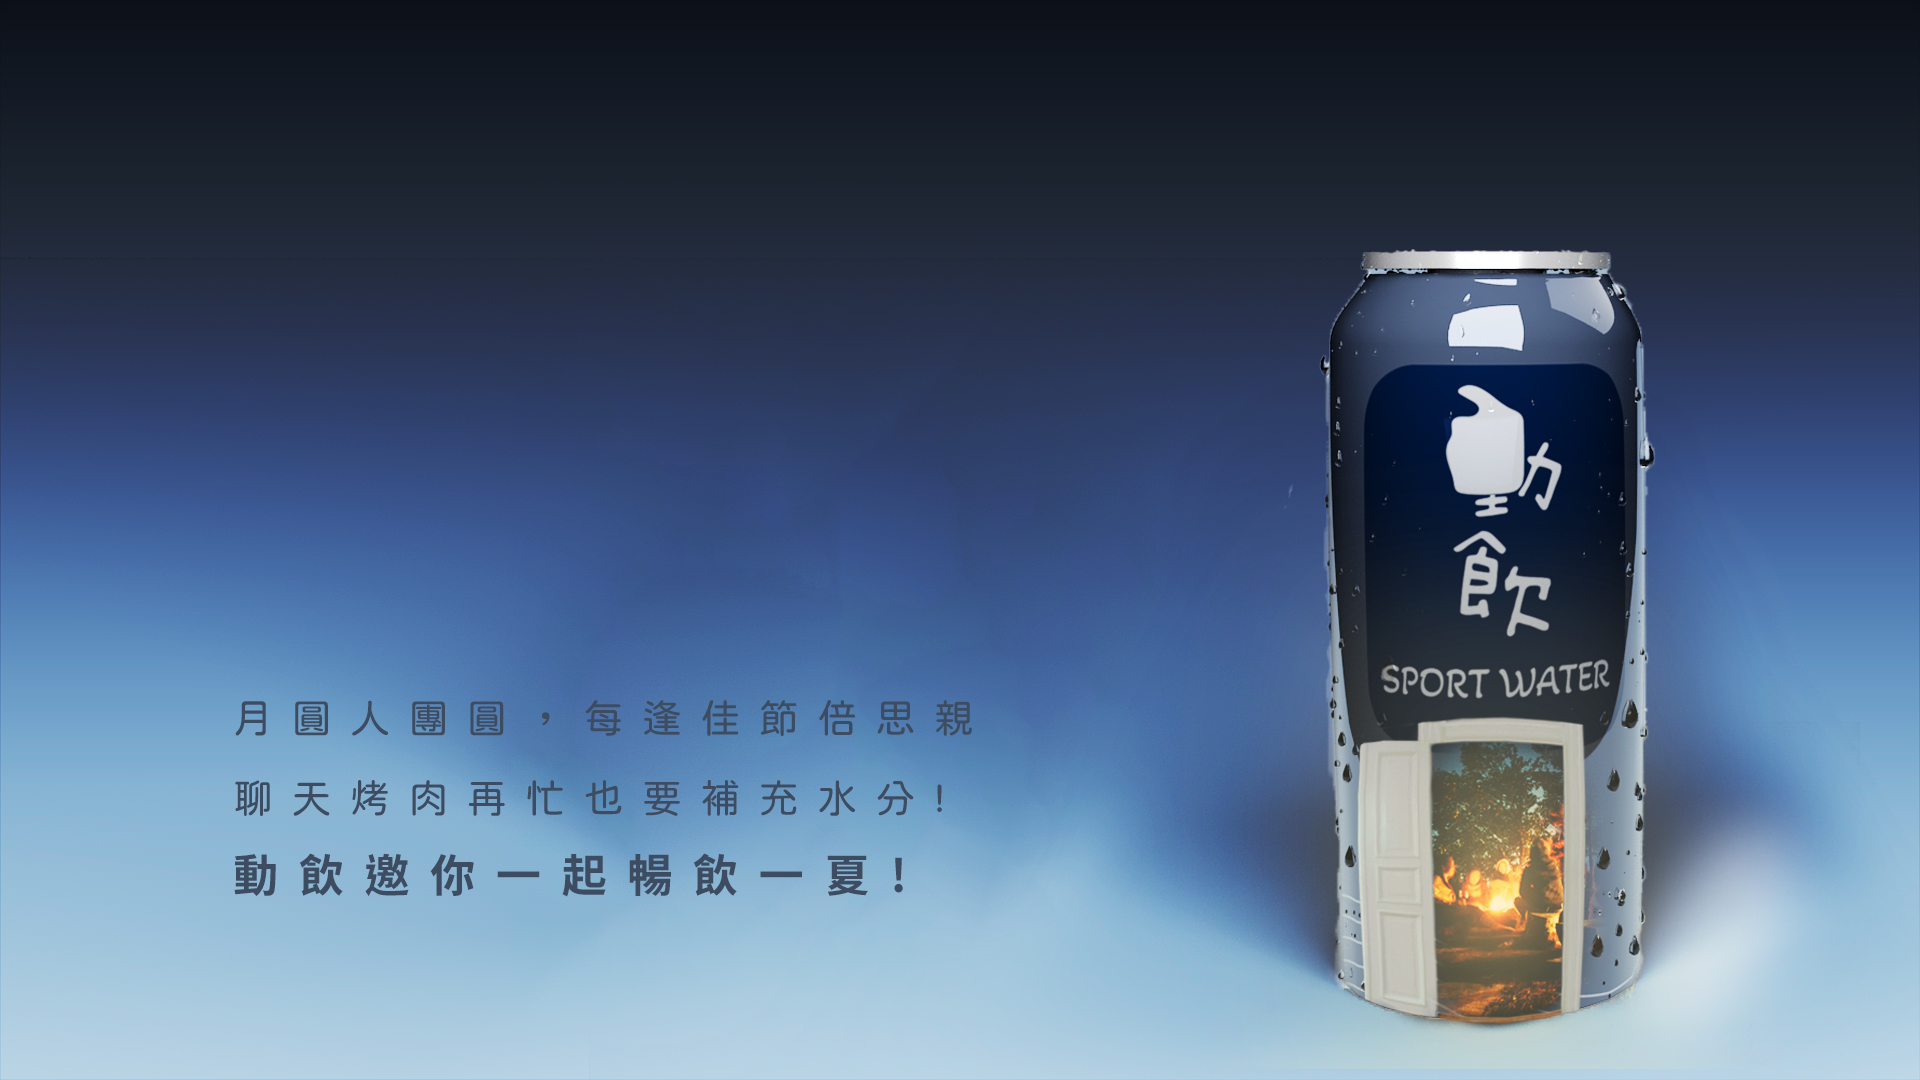 動
飲
SPORT WATER
月圓人團圓，每逢佳節倍思親
聊天烤肉再忙也要補充水分!
動飲邀你一起暢飲一夏!